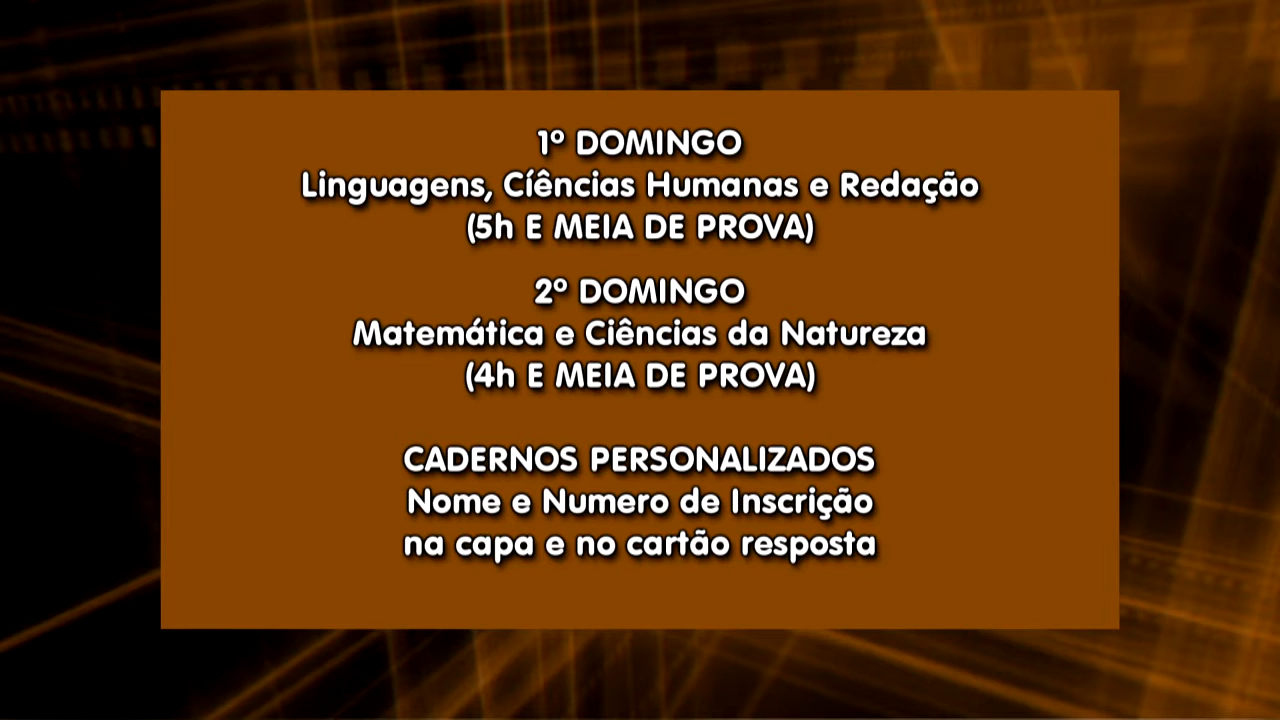 1º DOMINGO
Linguagens, Cíências Humanas e Redação
(5h E MEIA DE PROVA)
2º DOMINGO
Matemática e Ciências da Natureza
(4h E MEIA DE PROVA)
CADERNOS PERSONALIZADOS
Nome e Numero de Inscrição
na capa e no cartão resposta